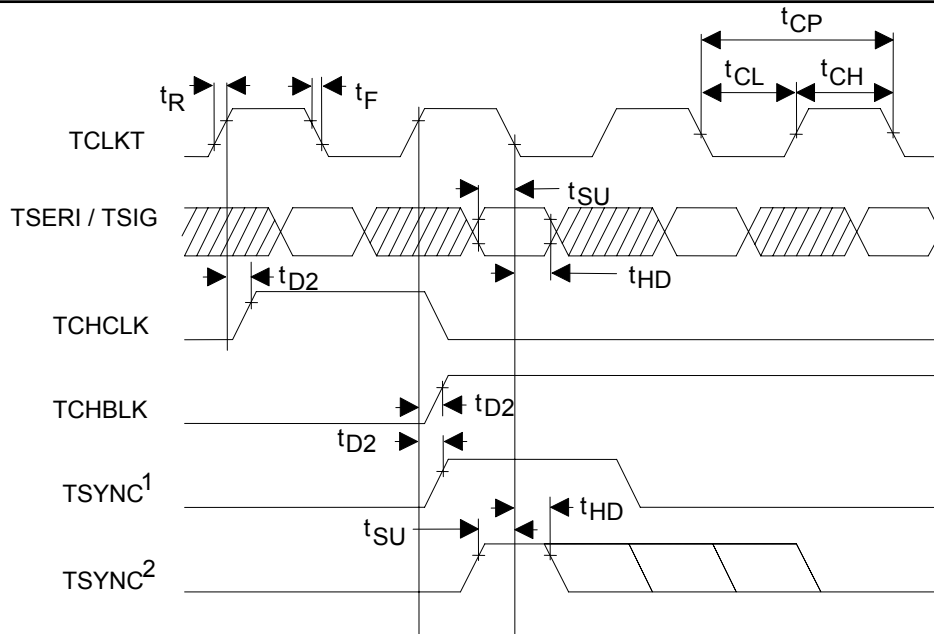 tCP
tCL tCH
tR tF
TCLKT
tSU
TSERI / TSIG
tHD
tD2
TCHCLK
TCHBLK
tD2
tD2
TSYNC1
tHD
tSU
TSYNC2